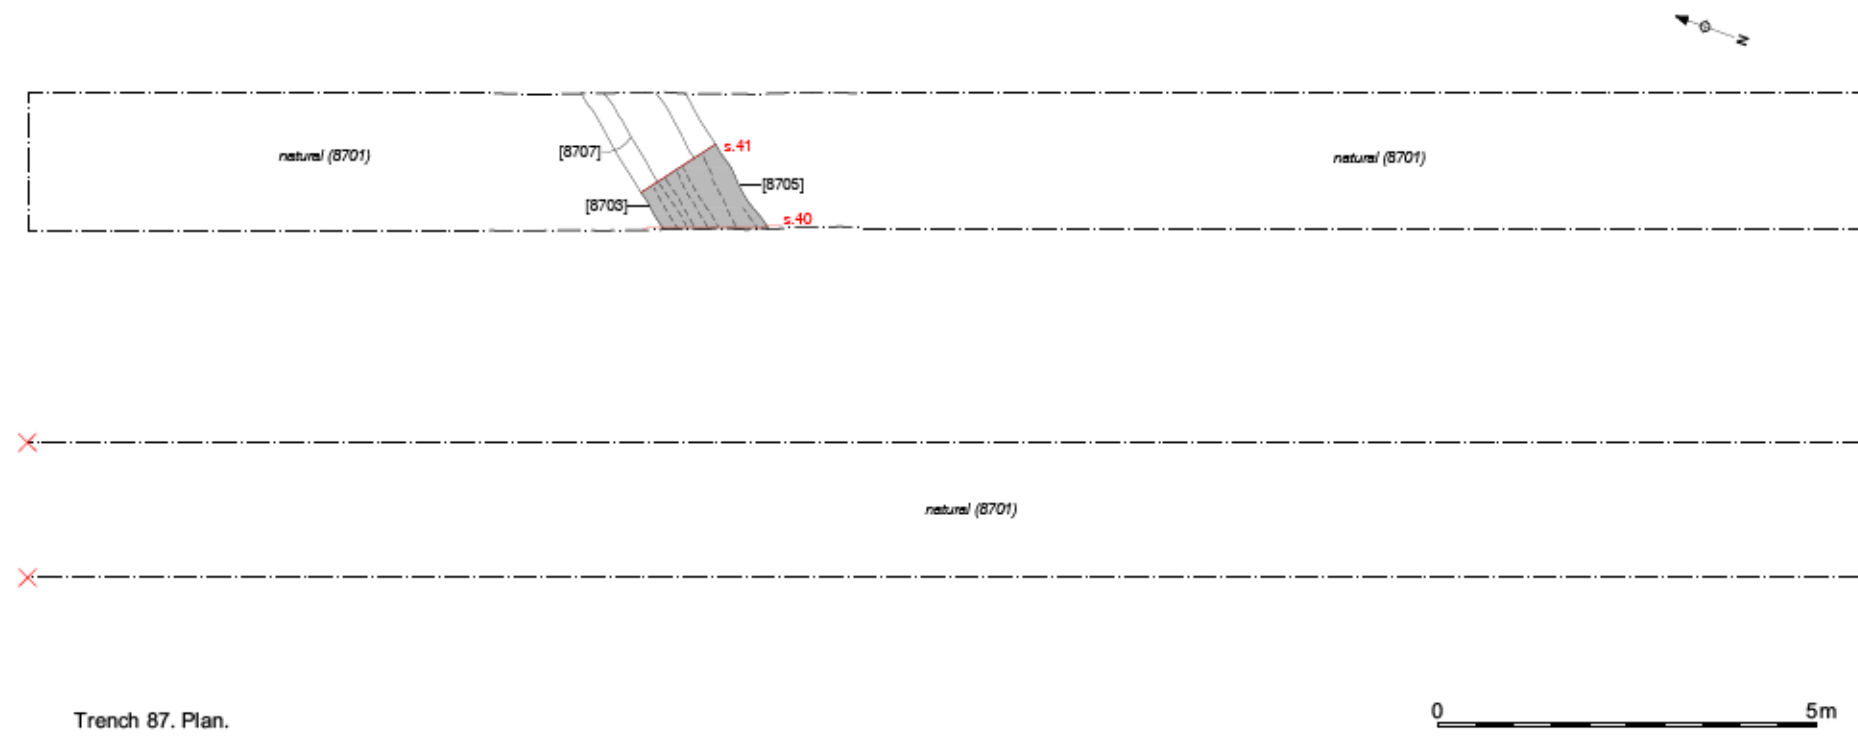 N
natural (8701)
[8707]
s.41
natural (8701)
[8705]
[8703]
s.40
natural (8701)
Trench 87. Plan.
0 5m